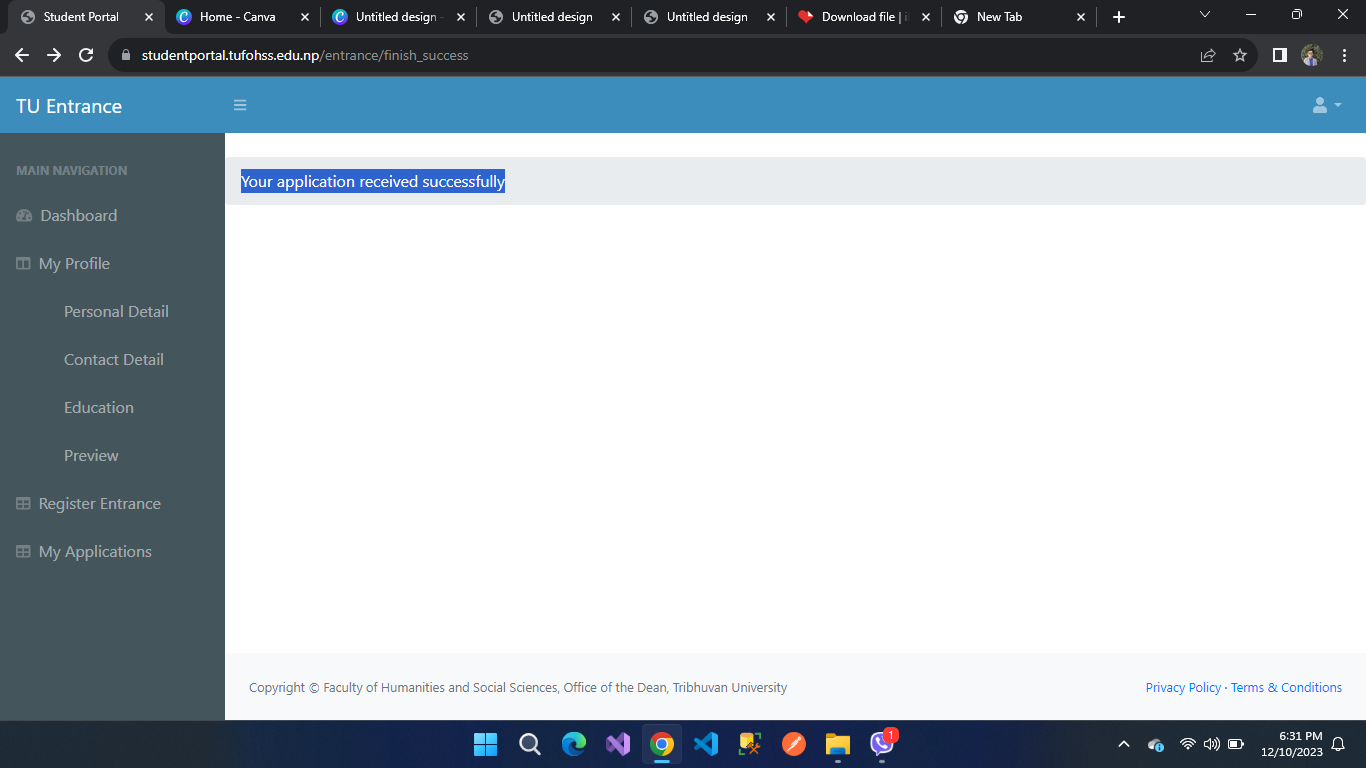 Student Portal
Home - Canva
Untitled design -
Untitled design
Untitled design
Download file |
New Tab
studentportal.tufohss.edu.np/entrance/finish_success
TU Entrance
MAIN NAVIGATION
Your application received successfully
Dashboard
My Profile
Personal Detail
Contact Detail
Education
Preview
Register Entrance
My Applications
Copyright © Faculty of Humanities and Social Sciences, Office of the Dean, Tribhuvan University
Privacy Policy · Terms & Conditions
1
6:31 PM
12/10/2023